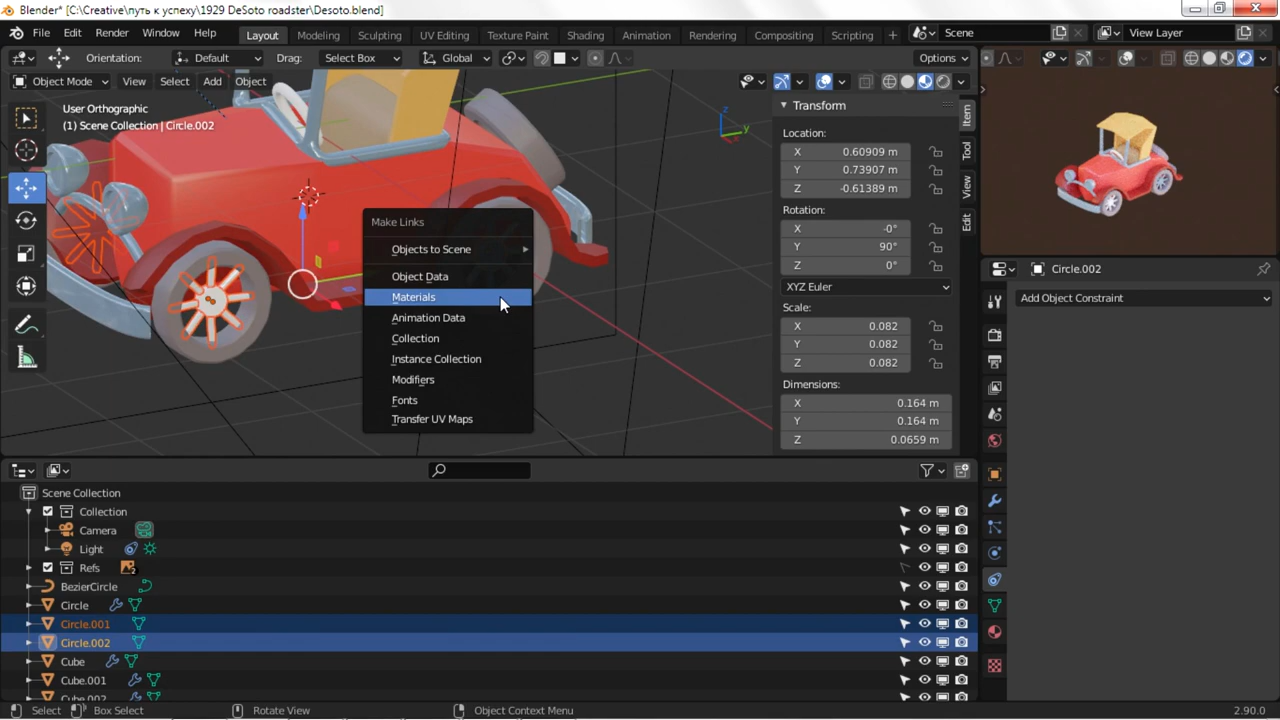 Blender* [C:\Creative\путь к успеху\1929 DeSoto roadster\Desoto.blend]
File Edit Render Window Help
Layout Modeling Sculpting UV Editing Texture Paint Shading Animation Rendering Compositing Scripting +
Scene
View Layer
Orientation: Default Drag: Select Box Global Options
Object Mode View Select Add Object
User Orthographic
(1) Scene Collection | Circle.002
z
y
Make Links
Objects to Scene
Object Data
Materials
Animation Data
Collection
Instance Collection
Modifiers
Fonts
Transfer UV Maps
Transform
Location:
X 0.60909 m
Y 0.73907 m
Z -0.61389 m
Rotation:
X -0°
Y 90°
Z 0°
XYZ Euler
Scale:
X 0.082
Y 0.082
Z 0.082
Dimensions:
X 0.164 m
Y 0.164 m
Z 0.0659 m
Item
Tool
View
Edit
Circle.002
Add Object Constraint
Scene Collection
Collection
Camera
Light
Refs 2
BezierCircle
Circle
Circle.001
Circle.002
Cube
Cube.001
Cube.002
Select Box Select Rotate View Object Context Menu 2.90.0